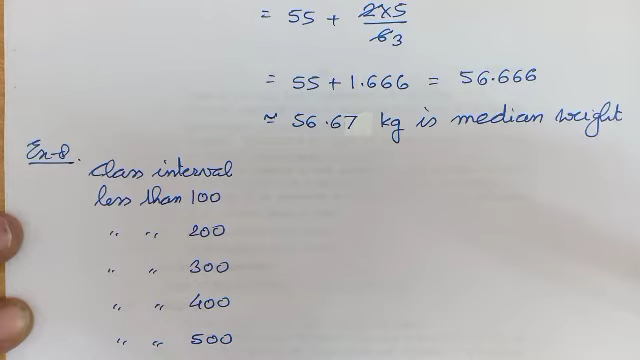 = 55 + 2×5/6 3
= 55 + 1.666 = 56.666
≈ 56.67 kg is median weight
Ex-8. Class interval
less than 100
" " 200
" " 300
" " 400
" " 500